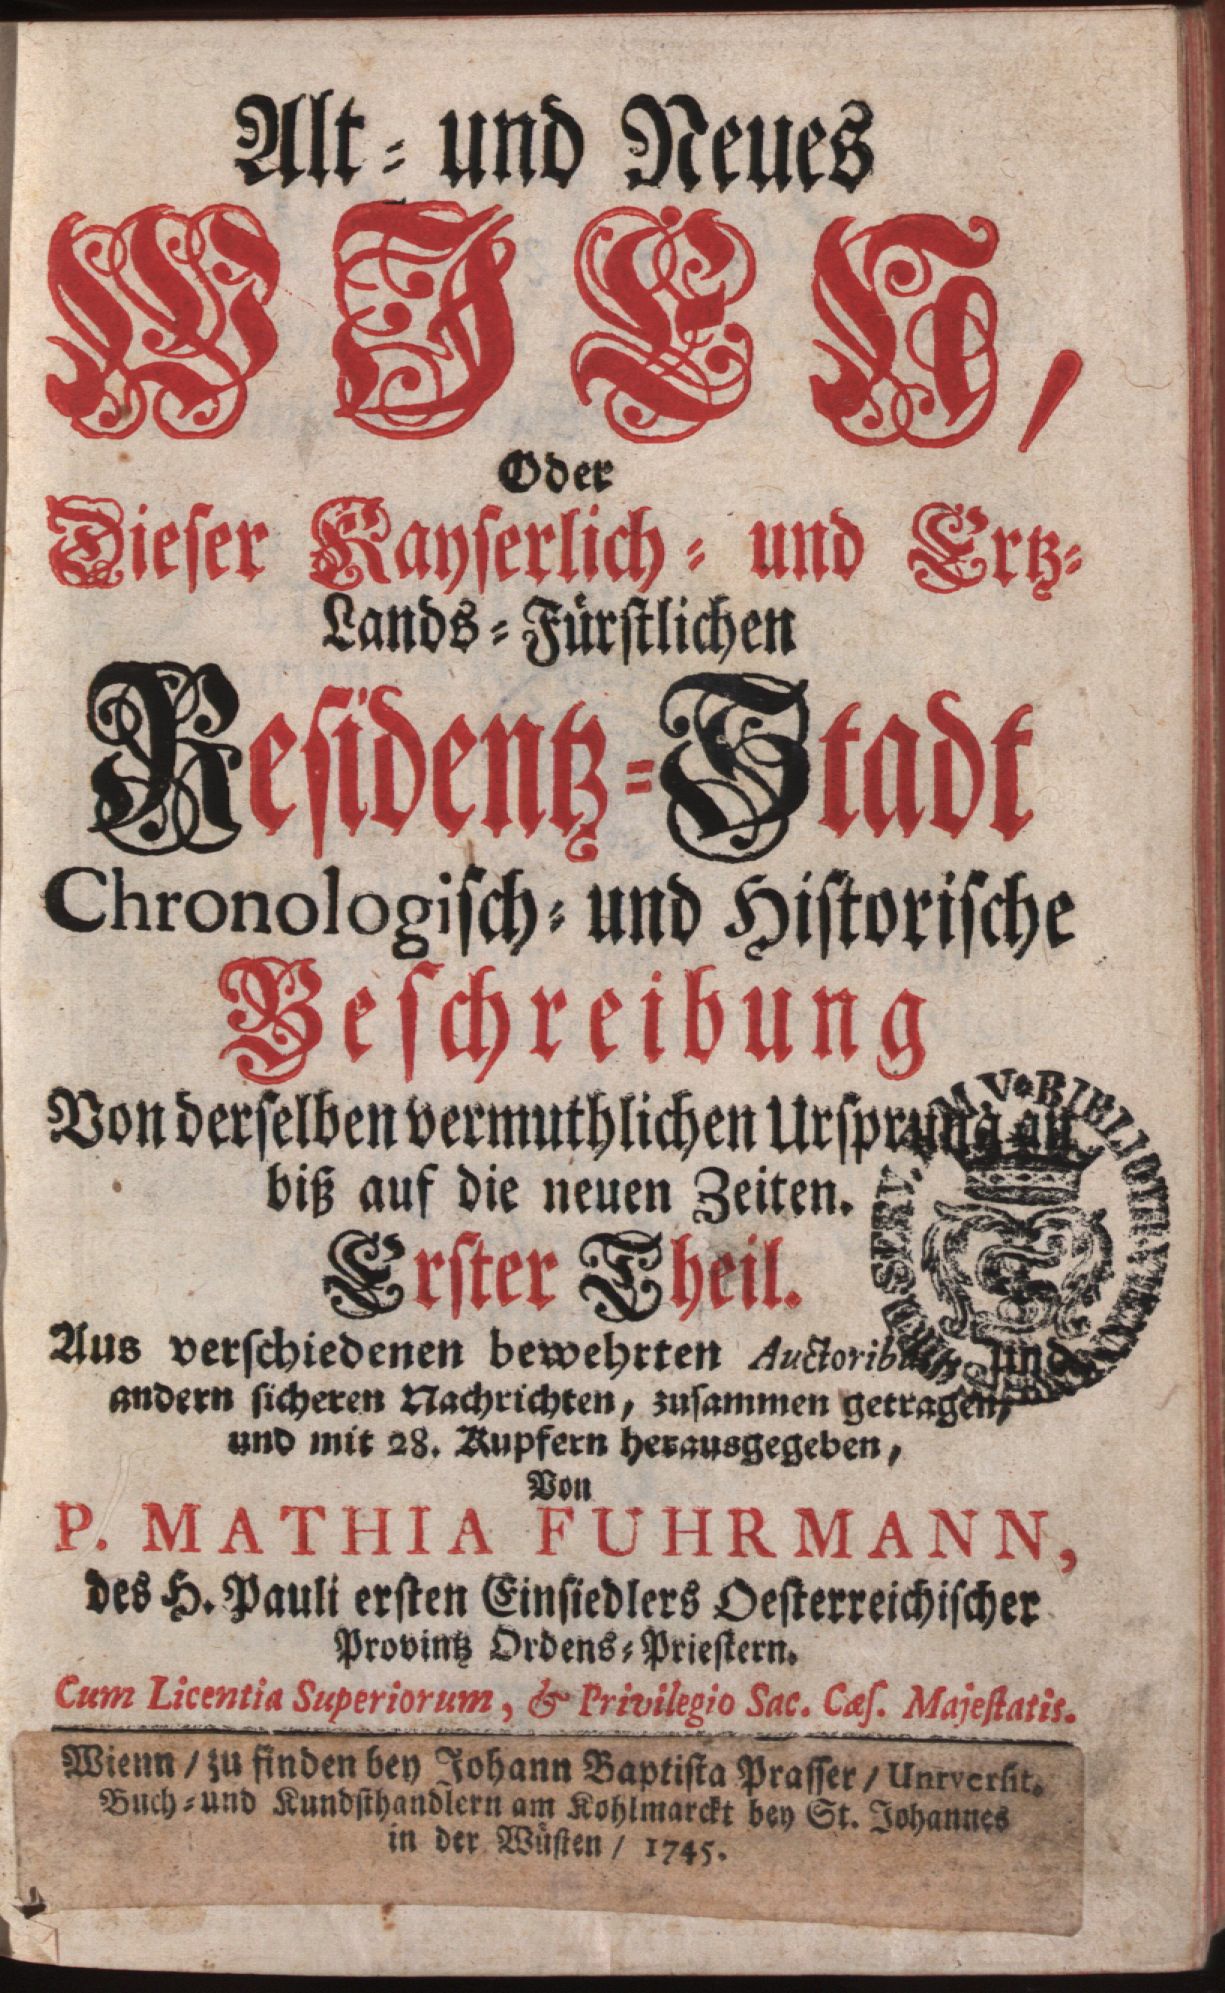 Alt- und Neues
WJEN,
Oder
Dieser Kayserlich- und Ertz-
Lands-Fürstlichen
Residentz-Stadt
Chronologisch- und Historische
Beschreibung
Von derselben vermuthlichen Ursprung an
biß auf die neuen Zeiten.
Erster Theil.
Aus verschiedenen bewehrten Auctoribus, und
andern sicheren Nachrichten, zusammen getragen,
und mit 28. Kupfern herausgegeben,
Von
P. MATHIA FUHRMANN,
des H. Pauli ersten Einsiedlers Oesterreichischer
Provintz Ordens-Priestern.
Cum Licentia Superiorum, & Privilegio Sac. Cæs. Majestatis.
Wienn / zu finden bey Johann Baptista Prasser / Universit.
Buch- und Kundsthandlern am Kohlmarckt bey St. Johannes
in der Wüsten / 1745.